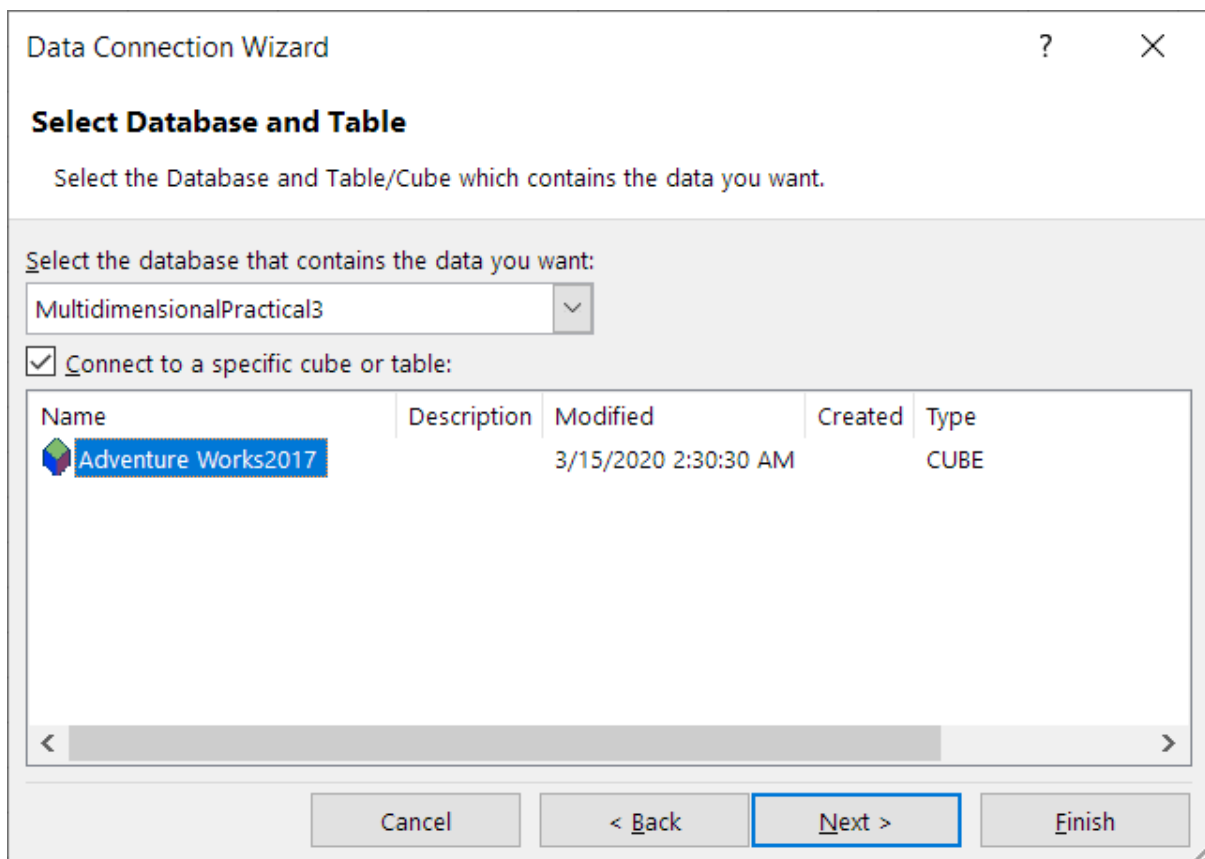 Data Connection Wizard ? ×
Select Database and Table
Select the Database and Table/Cube which contains the data you want.
Select the database that contains the data you want:
MultidimensionalPractical3
Connect to a specific cube or table:
Name Description Modified Created Type
Adventure Works2017 3/15/2020 2:30:30 AM CUBE
Cancel < Back Next > Finish